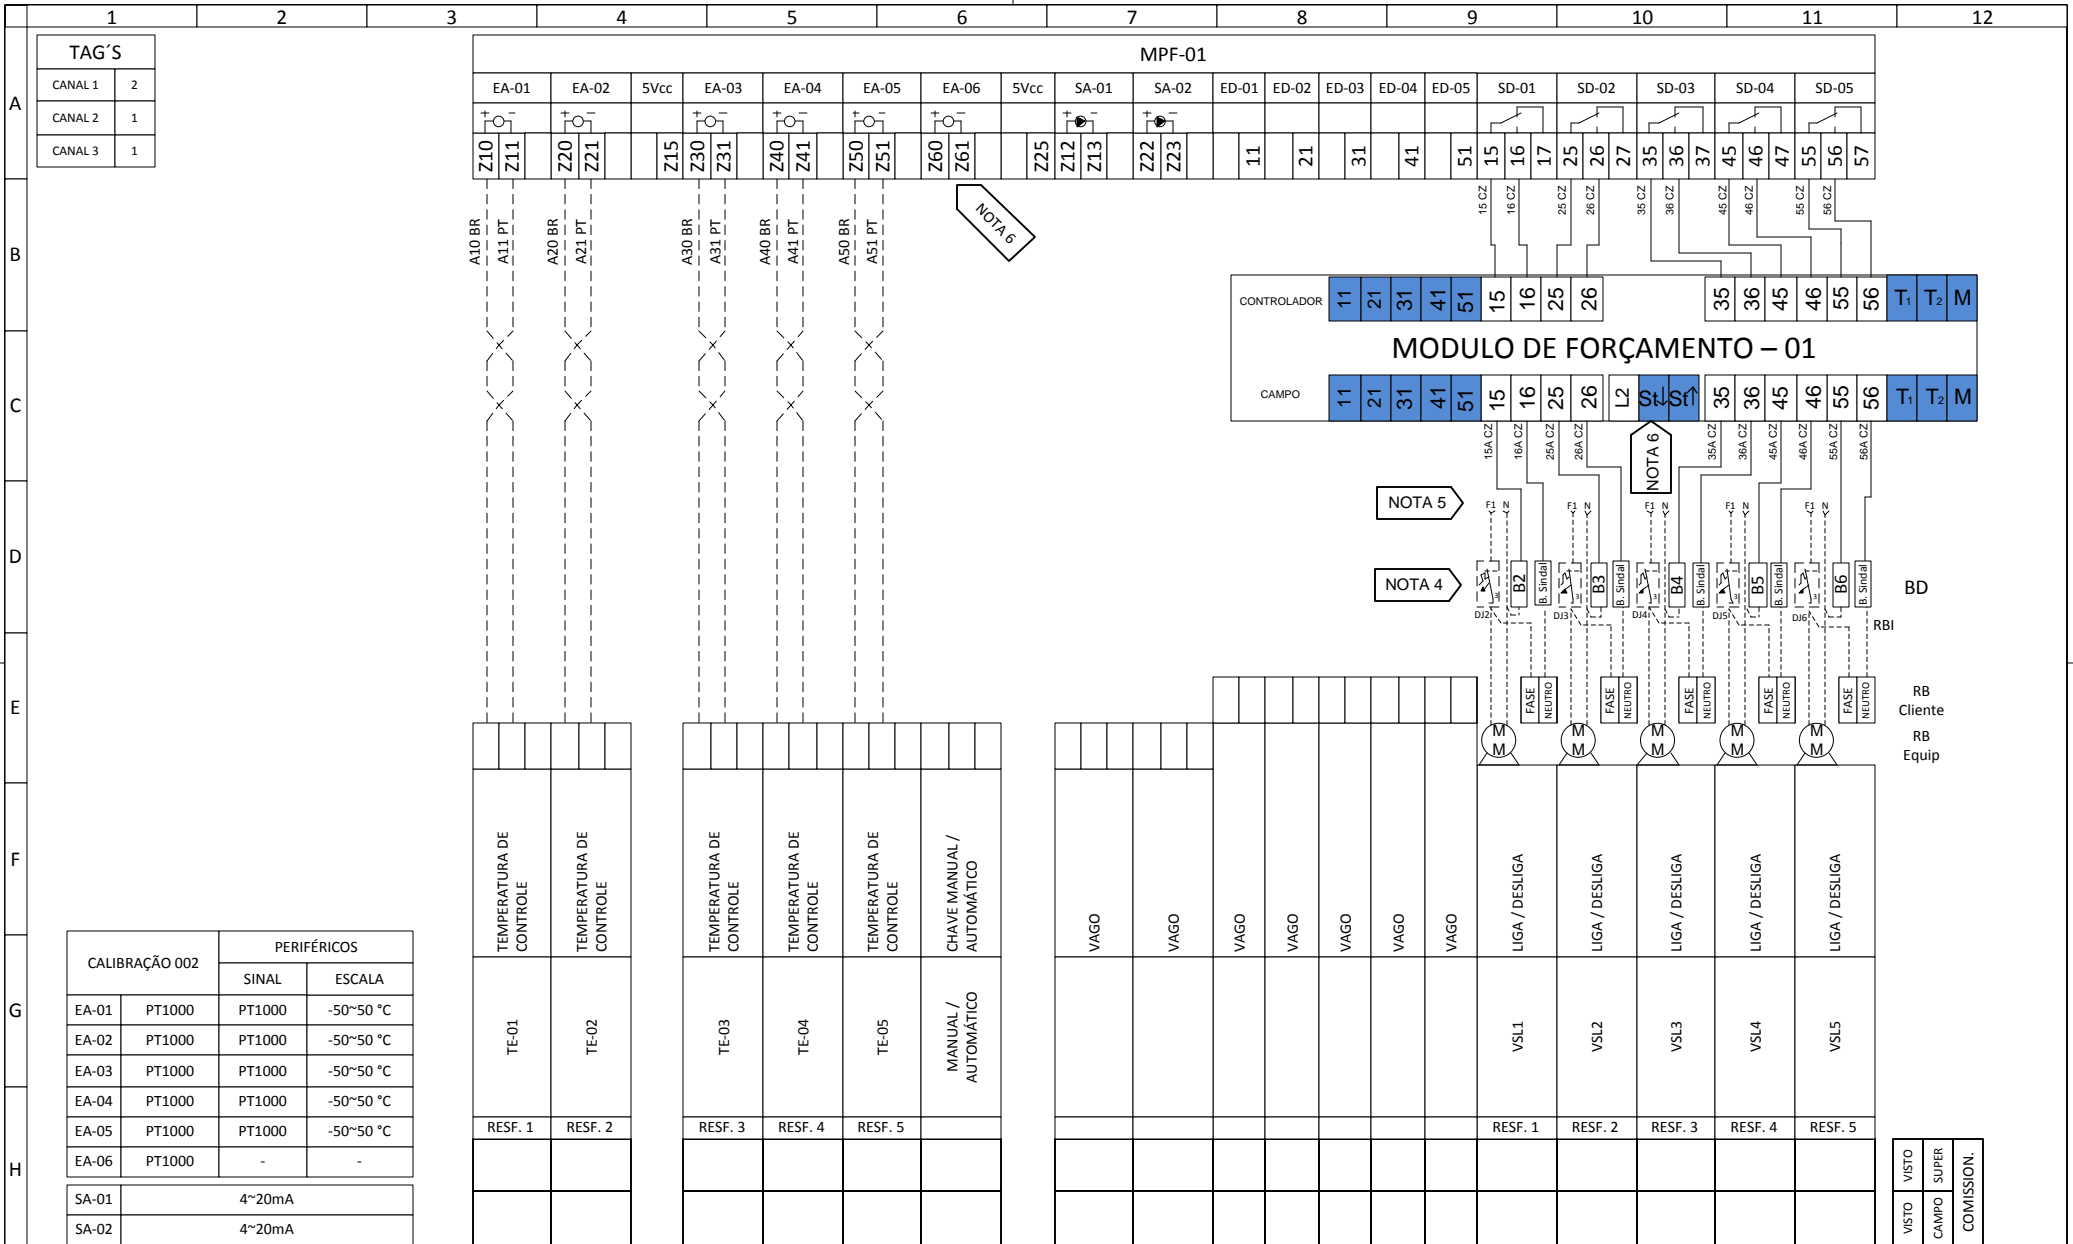 1 2 3 4 5 6 7 8 9 10 11 12
A
B
C
D
E
F
G
H
TAG´S
CANAL 1 2
CANAL 2 1
CANAL 3 1
MPF-01
EA-01 EA-02 5Vcc EA-03 EA-04 EA-05 EA-06 5Vcc SA-01 SA-02 ED-01 ED-02 ED-03 ED-04 ED-05 SD-01 SD-02 SD-03 SD-04 SD-05
+ - + - + - + - + - + - + - + -
Z10 Z11 Z20 Z21 Z15 Z30 Z31 Z40 Z41 Z50 Z51 Z60 Z61 Z25 Z12 Z13 Z22 Z23 11 21 31 41 51 15 16 17 25 26 27 35 36 37 45 46 47 55 56 57
A10 BR A11 PT A20 BR A21 PT A30 BR A31 PT A40 BR A41 PT A50 BR A51 PT
NOTA 6
15 CZ 16 CZ 25 CZ 26 CZ 35 CZ 36 CZ 45 CZ 46 CZ 55 CZ 56 CZ
CONTROLADOR 11 21 31 41 51 15 16 25 26 35 36 45 46 55 56 T1 T2 M
MODULO DE FORÇAMENTO – 01
CAMPO 11 21 31 41 51 15 16 25 26 L2 St↓ St↑ 35 36 45 46 55 56 T1 T2 M
15A CZ 16A CZ 25A CZ 26A CZ 35A CZ 36A CZ 45A CZ 46A CZ 55A CZ 56A CZ
NOTA 6
NOTA 5
F1 N F1 N F1 N F1 N F1 N
NOTA 4
3 B2 B. Sindal 3 B3 B. Sindal 3 B4 B. Sindal 3 B5 B. Sindal 3 B6 B. Sindal
BD
DJ2 DJ3 DJ4 DJ5 DJ6
RBI
FASE NEUTRO FASE NEUTRO FASE NEUTRO FASE NEUTRO FASE NEUTRO
RB
Cliente
M M M M M
M M M M M
RB
Equip
TEMPERATURA DE
CONTROLE
TEMPERATURA DE
CONTROLE
TEMPERATURA DE
CONTROLE
TEMPERATURA DE
CONTROLE
TEMPERATURA DE
CONTROLE
CHAVE MANUAL /
AUTOMÁTICO
VAGO VAGO VAGO VAGO VAGO VAGO VAGO
LIGA / DESLIGA LIGA / DESLIGA LIGA / DESLIGA LIGA / DESLIGA LIGA / DESLIGA
TE-01 TE-02 TE-03 TE-04 TE-05
MANUAL /
AUTOMÁTICO
VSL1 VSL2 VSL3 VSL4 VSL5
RESF. 1 RESF. 2 RESF. 3 RESF. 4 RESF. 5 RESF. 1 RESF. 2 RESF. 3 RESF. 4 RESF. 5
CALIBRAÇÃO 002 PERIFÉRICOS
SINAL ESCALA
EA-01 PT1000 PT1000 -50~50 °C
EA-02 PT1000 PT1000 -50~50 °C
EA-03 PT1000 PT1000 -50~50 °C
EA-04 PT1000 PT1000 -50~50 °C
EA-05 PT1000 PT1000 -50~50 °C
EA-06 PT1000 - -
SA-01 4~20mA
SA-02 4~20mA
VISTO SUPER
VISTO CAMPO
COMISSION.